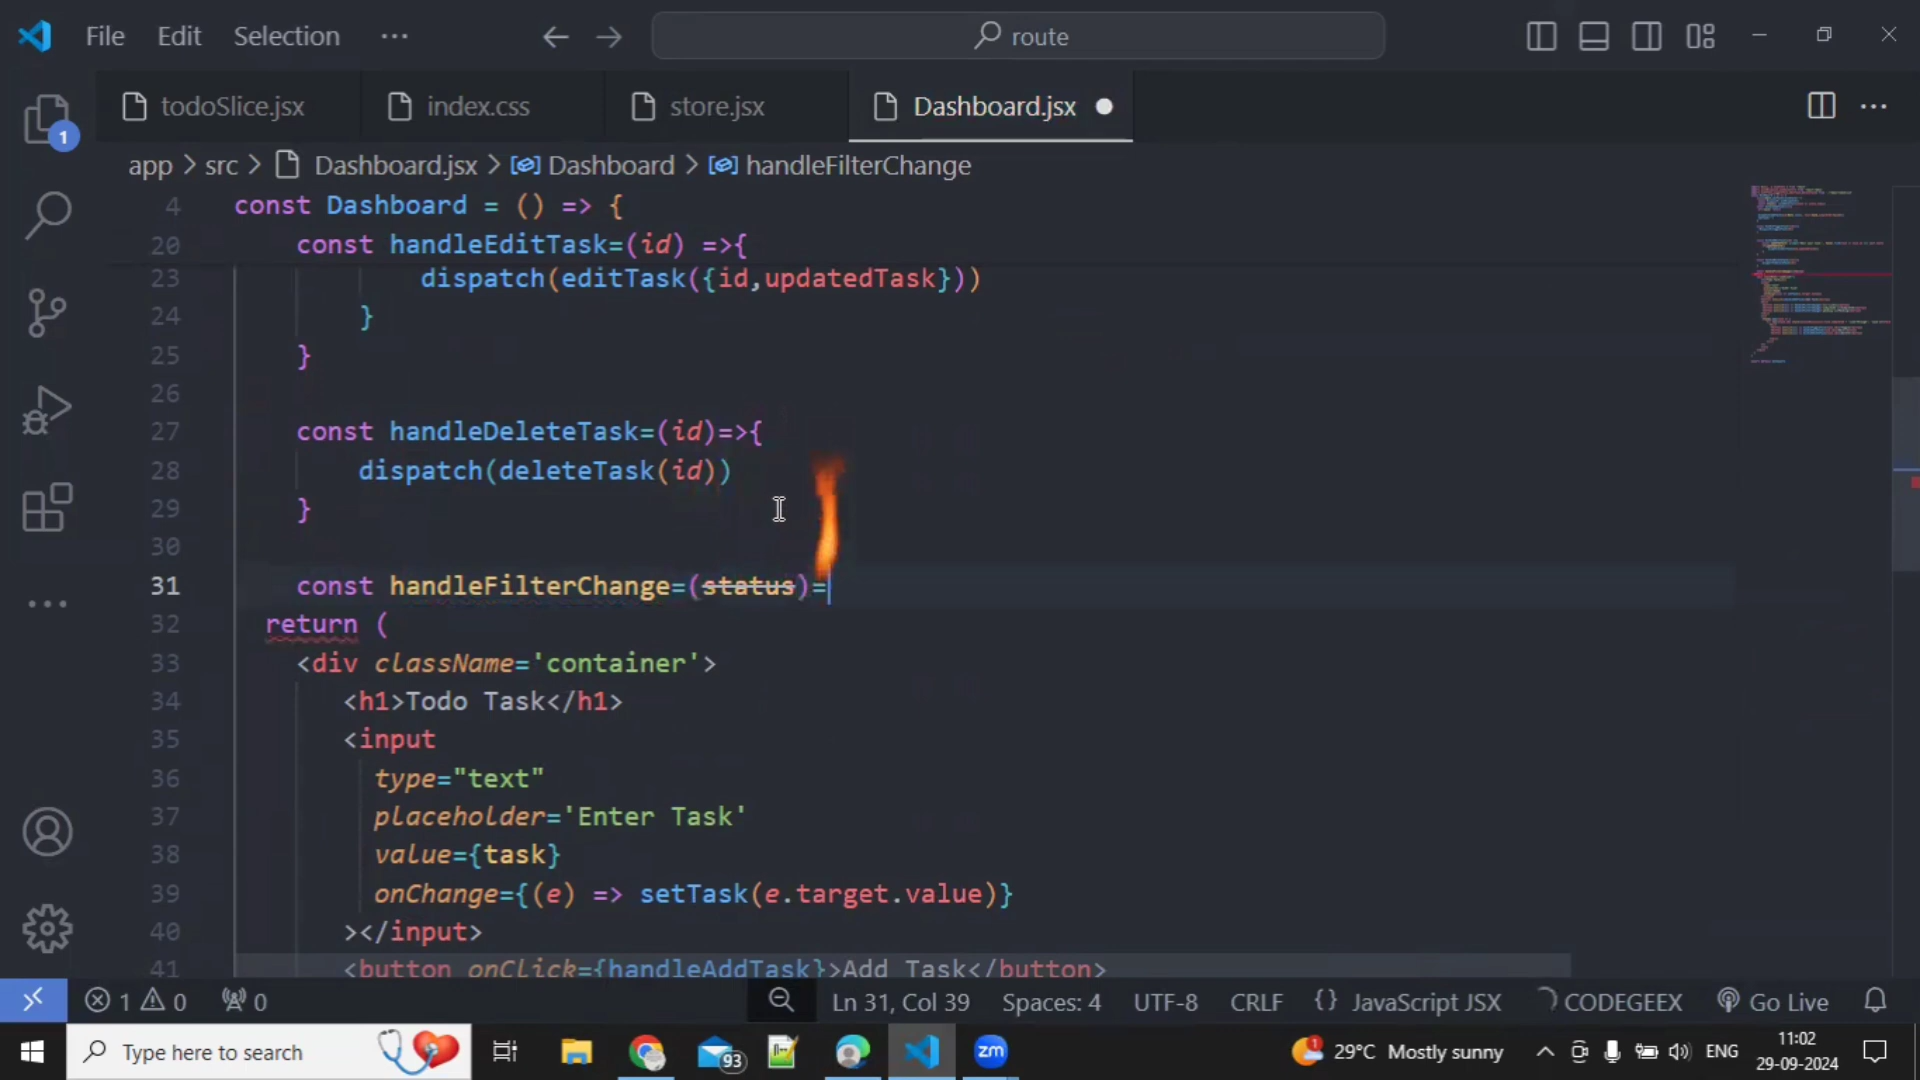 File Edit Selection ··· route
todoSlice.jsx index.css store.jsx Dashboard.jsx
1
app > src > Dashboard.jsx > Dashboard > handleFilterChange
4 const Dashboard = () => {
20 const handleEditTask=(id) =>{
23 dispatch(editTask({id,updatedTask}))
24 }
25 }
26
27 const handleDeleteTask=(id)=>{
28 dispatch(deleteTask(id))
29 }
30
31 const handleFilterChange=(status)=
32 return (
33 <div className='container'>
34 <h1>Todo Task</h1>
35 <input
36 type="text"
37 placeholder='Enter Task'
38 value={task}
39 onChange={(e) => setTask(e.target.value)}
40 ></input>
41 <button onClick={handleAddTask}>Add Task</button>
1 0 0 Ln 31, Col 39 Spaces: 4 UTF-8 CRLF {} JavaScript JSX CODEGEEX Go Live
Type here to search 93 zm 1 29°C Mostly sunny ENG 11:02
29-09-2024